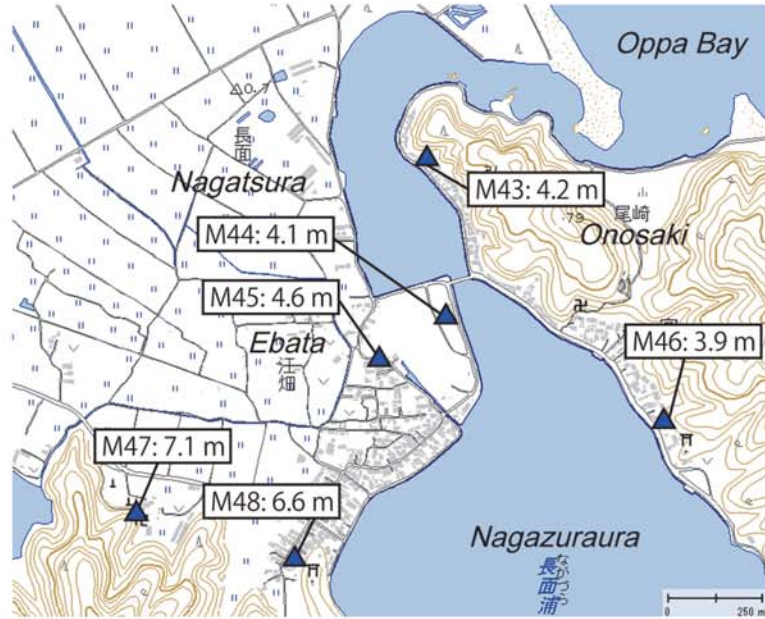 Oppa Bay
0.7
長面
Nagatsura
M43: 4.2 m
79
尾崎
Onosaki
M44: 4.1 m
M45: 4.6 m
Ebata
江畑
M46: 3.9 m
M47: 7.1 m
M48: 6.6 m
Nagazuraura
長面浦
ながつら
0
250 m